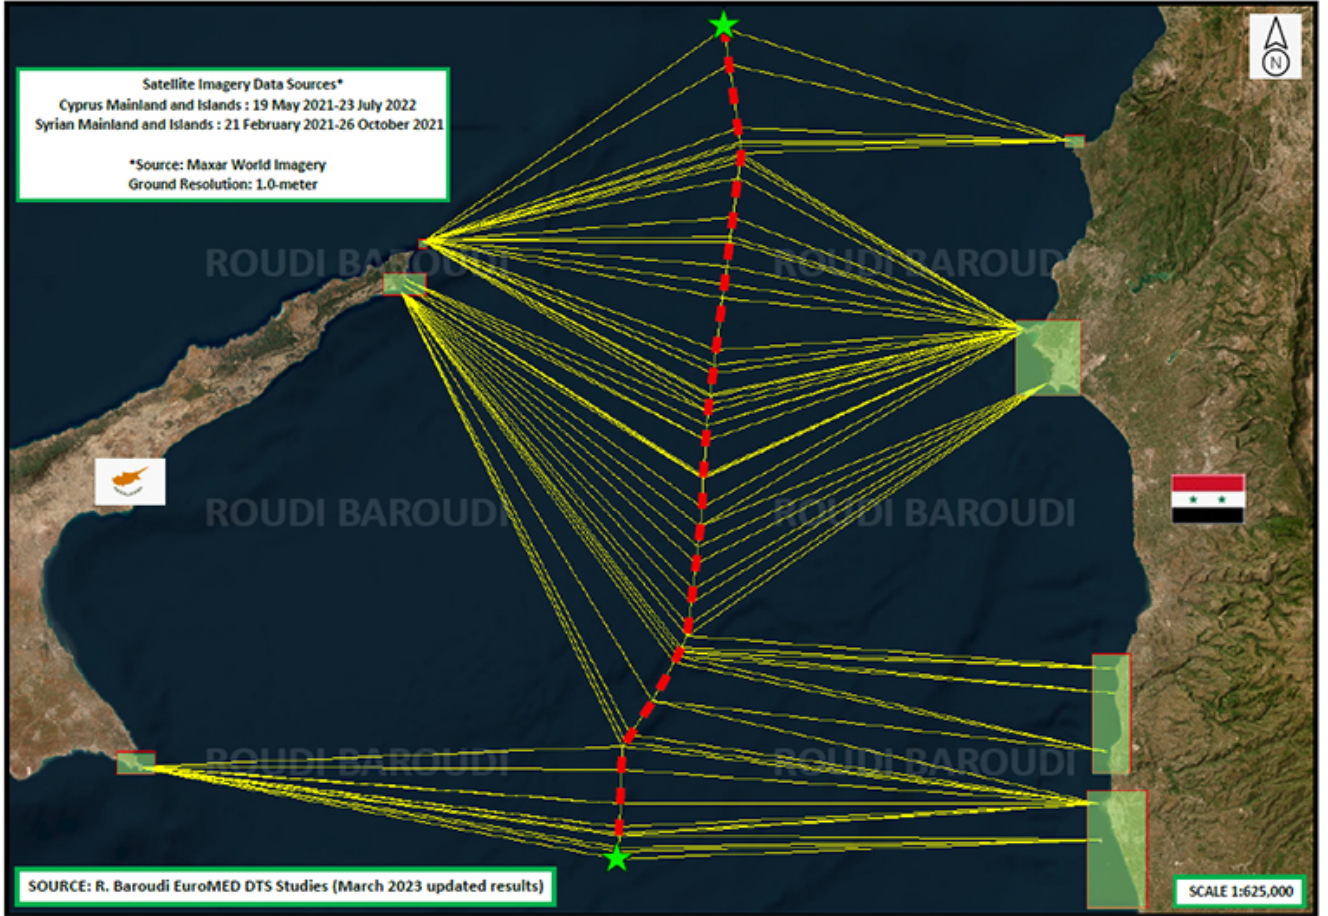 Satellite Imagery Data Sources*
Cyprus Mainland and Islands : 19 May 2021-23 July 2022
Syrian Mainland and Islands : 21 February 2021-26 October 2021
*Source: Maxar World Imagery
Ground Resolution: 1.0-meter
N
ROUDI BAROUDI ROUDI BAROUDI
ROUDI BAROUDI ROUDI BAROUDI
ROUDI BAROUDI ROUDI BAROUDI
SOURCE: R. Baroudi EuroMED DTS Studies (March 2023 updated results)
SCALE 1:625,000